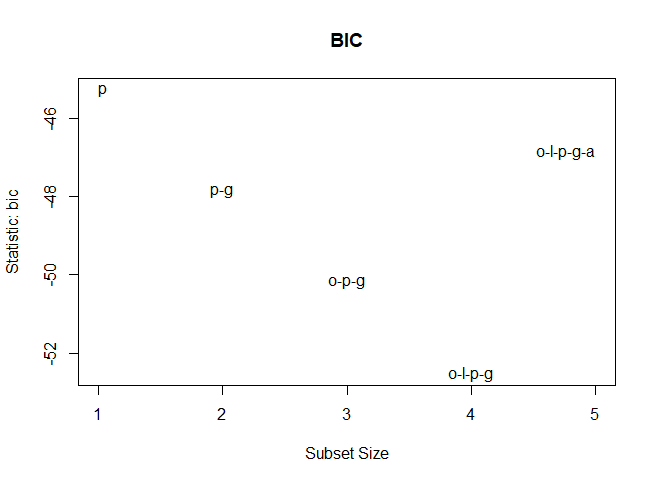 BIC
Statistic: bic
-46
-48
-50
-52
p
o-l-p-g-a
p-g
o-p-g
o-l-p-g
1 2 3 4 5
Subset Size